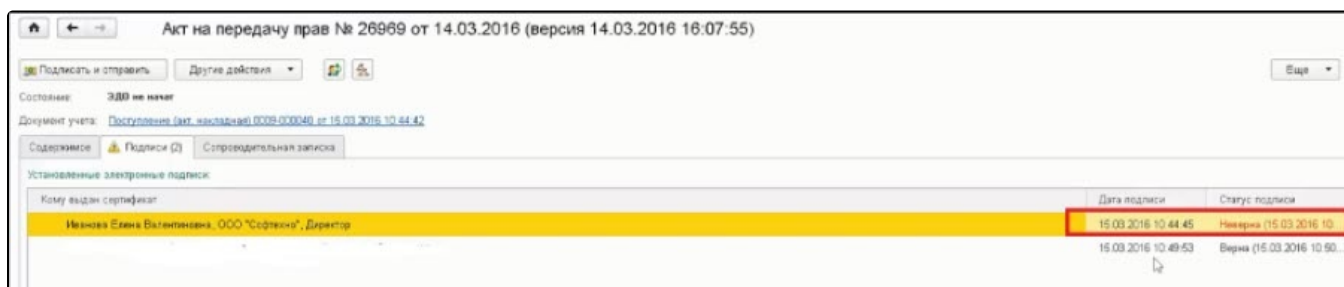 Акт на передачу прав № 26969 от 14.03.2016 (версия 14.03.2016 16:07:55)
Подписать и отправить Другие действия Еще
Состояние: ЭДО не начат
Документ учета: Поступление (акт, накладная) 0009-000040 от 15.03.2016 10:44:42
Содержимое Подписи (2) Сопроводительная записка
Установленные электронные подписи:
Кому выдан сертификат Дата подписи Статус подписи
Иванова Елена Валентиновна, ООО "Софтехно", Директор 15.03.2016 10:44:45 Неверна (15.03.2016 10...
15.03.2016 10:49:53 Верна (15.03.2016 10:50...